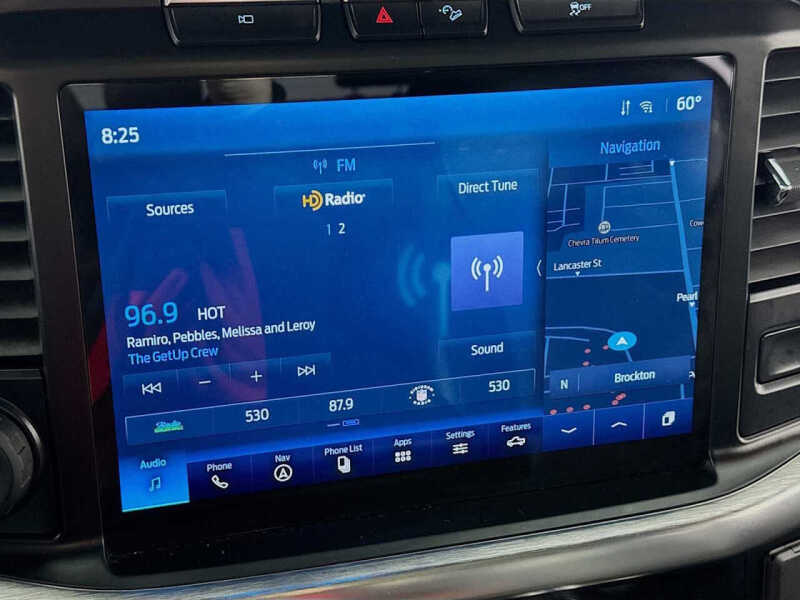 OFF
8:25
60°
FM
Navigation
Sources
HD Radio
Direct Tune
1 2
Chevra Tilum Cemetery
Lancaster St
Pearl
96.9 HOT
Ramiro, Pebbles, Melissa and Leroy
The GetUp Crew
Sound
N
Brockton
530
87.9
530
Audio
Phone
Nav
Phone List
Apps
Settings
Features